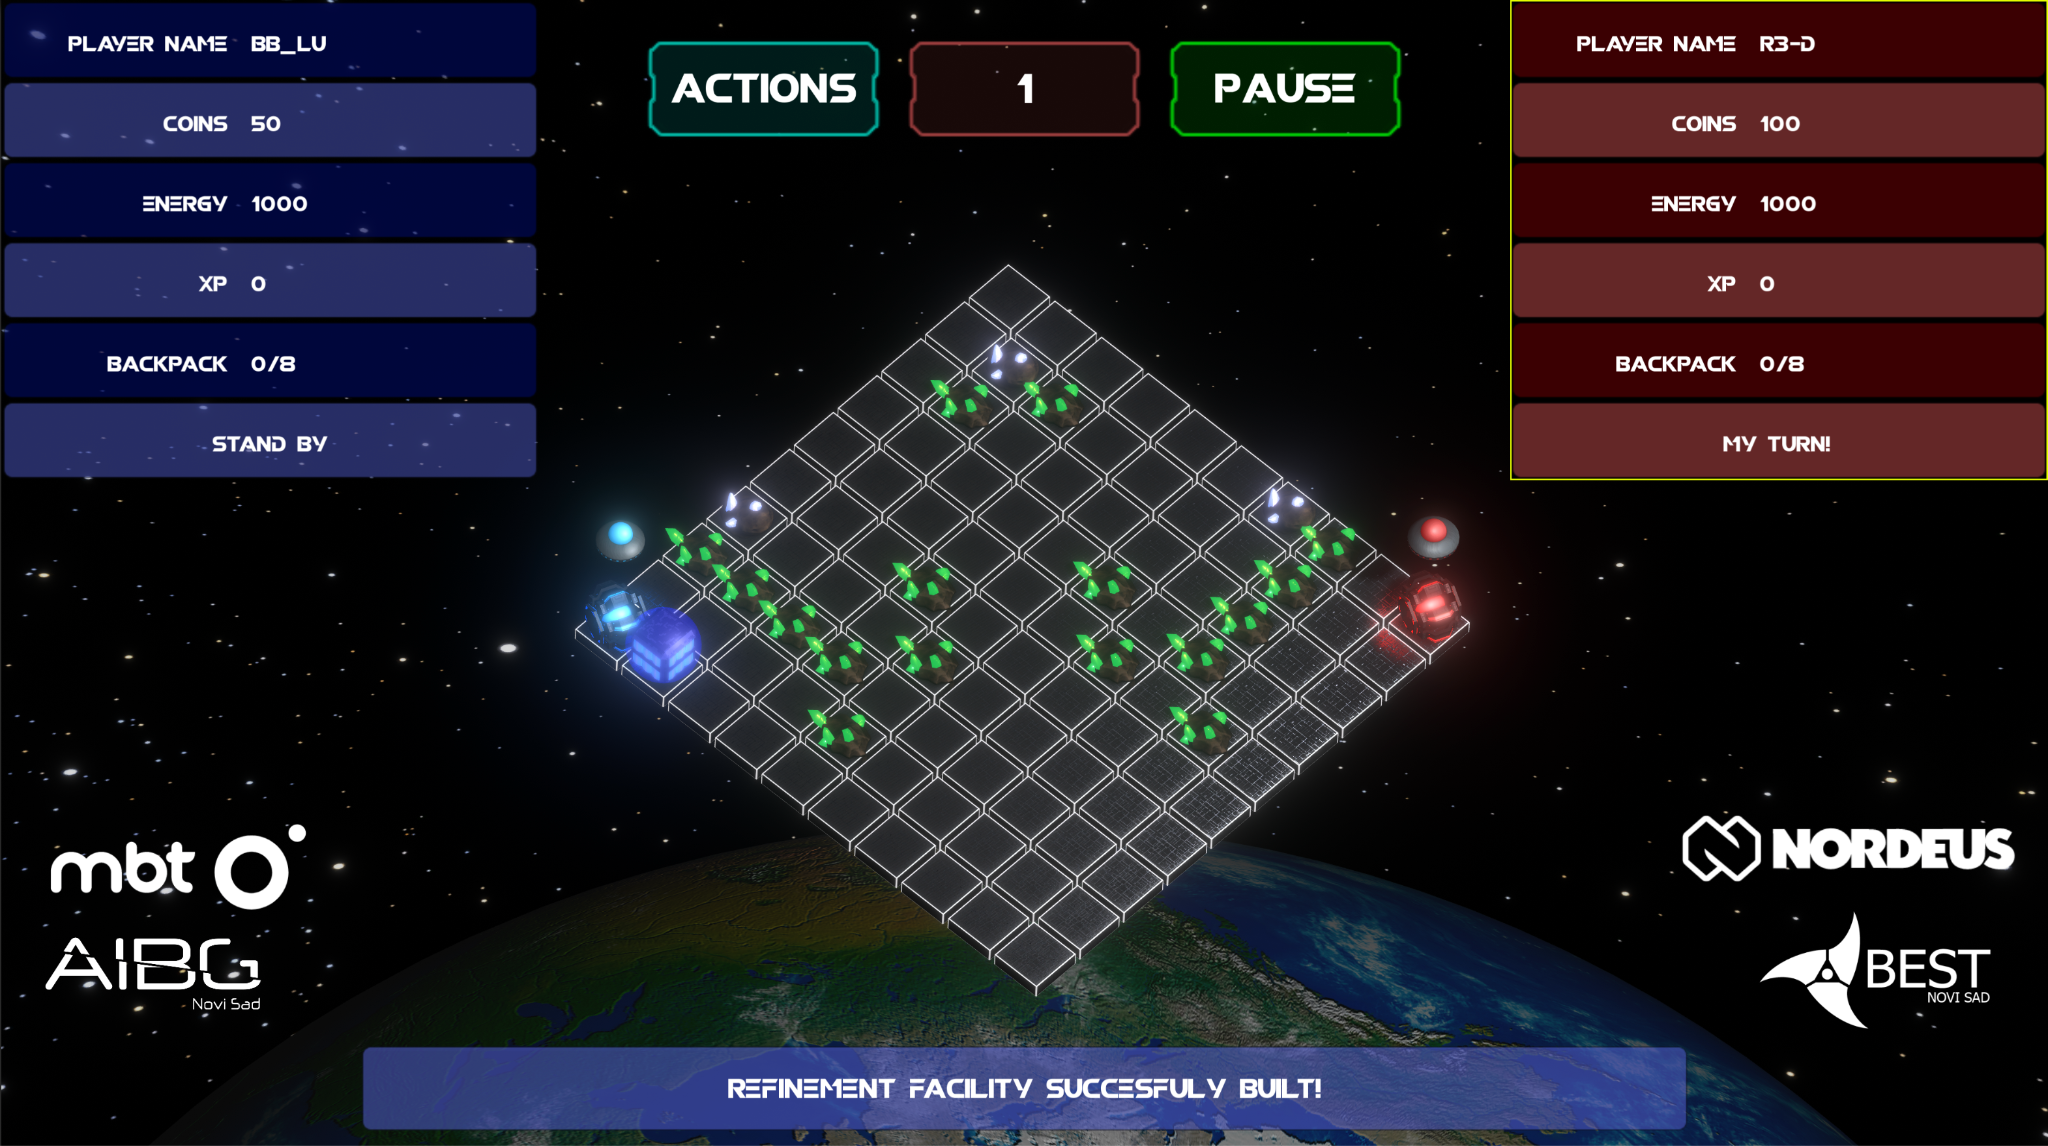 PLAYER NAME BB_LU
COINS 50
ENERGY 1000
XP 0
BACKPACK 0/8
STAND BY
ACTIONS
1
PAUSE
PLAYER NAME R3-D
COINS 100
ENERGY 1000
XP 0
BACKPACK 0/8
MY TURN!
mbt
AIBG
Novi Sad
NORDEUS
BEST
NOVI SAD
REFINEMENT FACILITY SUCCESFULY BUILT!